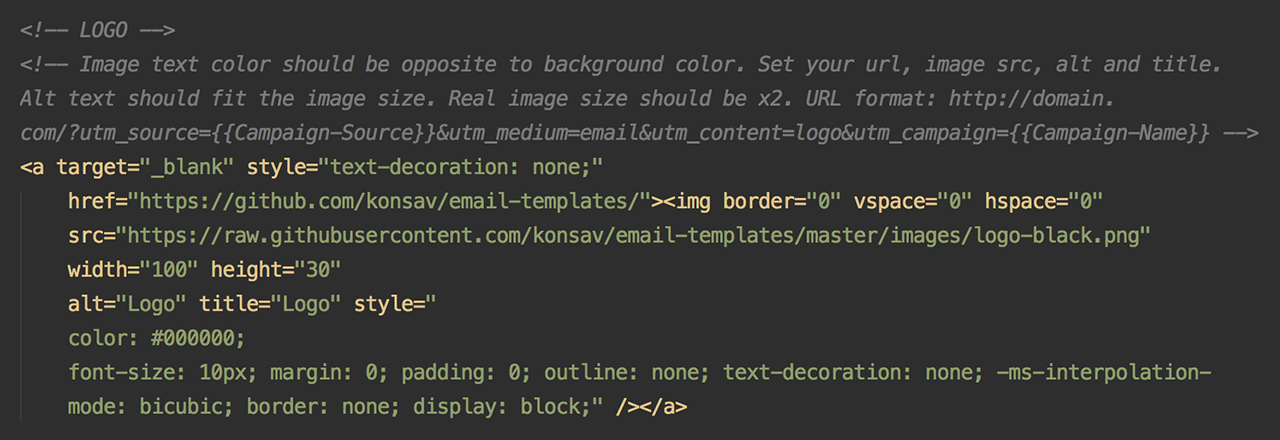 <!-- LOGO -->
<!-- Image text color should be opposite to background color. Set your url, image src, alt and title.
Alt text should fit the image size. Real image size should be x2. URL format: http://domain.
com/?utm_source={{Campaign-Source}}&utm_medium=email&utm_content=logo&utm_campaign={{Campaign-Name}} -->
<a target="_blank" style="text-decoration: none;"
href="https://github.com/konsav/email-templates/"><img border="0" vspace="0" hspace="0"
src="https://raw.githubusercontent.com/konsav/email-templates/master/images/logo-black.png"
width="100" height="30"
alt="Logo" title="Logo" style="
color: #000000;
font-size: 10px; margin: 0; padding: 0; outline: none; text-decoration: none; -ms-interpolation-
mode: bicubic; border: none; display: block;" /></a>